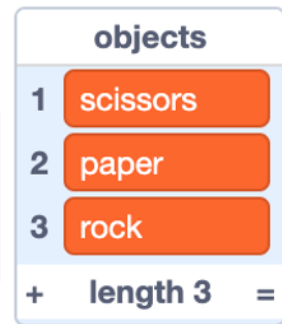 objects
1 scissors
2 paper
3 rock
+ length 3 =